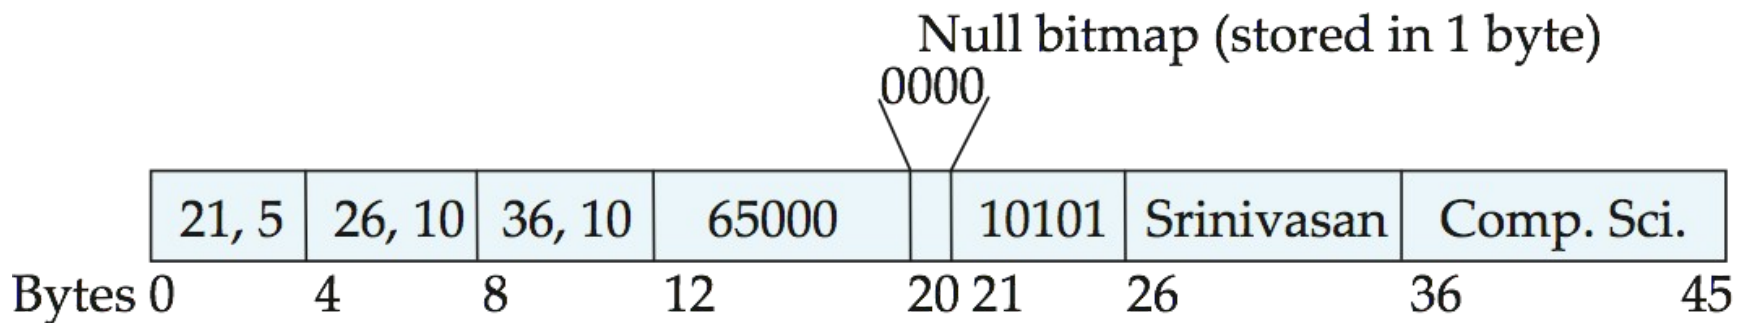 Null bitmap (stored in 1 byte)
0000
21, 5 26, 10 36, 10 65000 10101 Srinivasan Comp. Sci.
Bytes 0 4 8 12 20 21 26 36 45